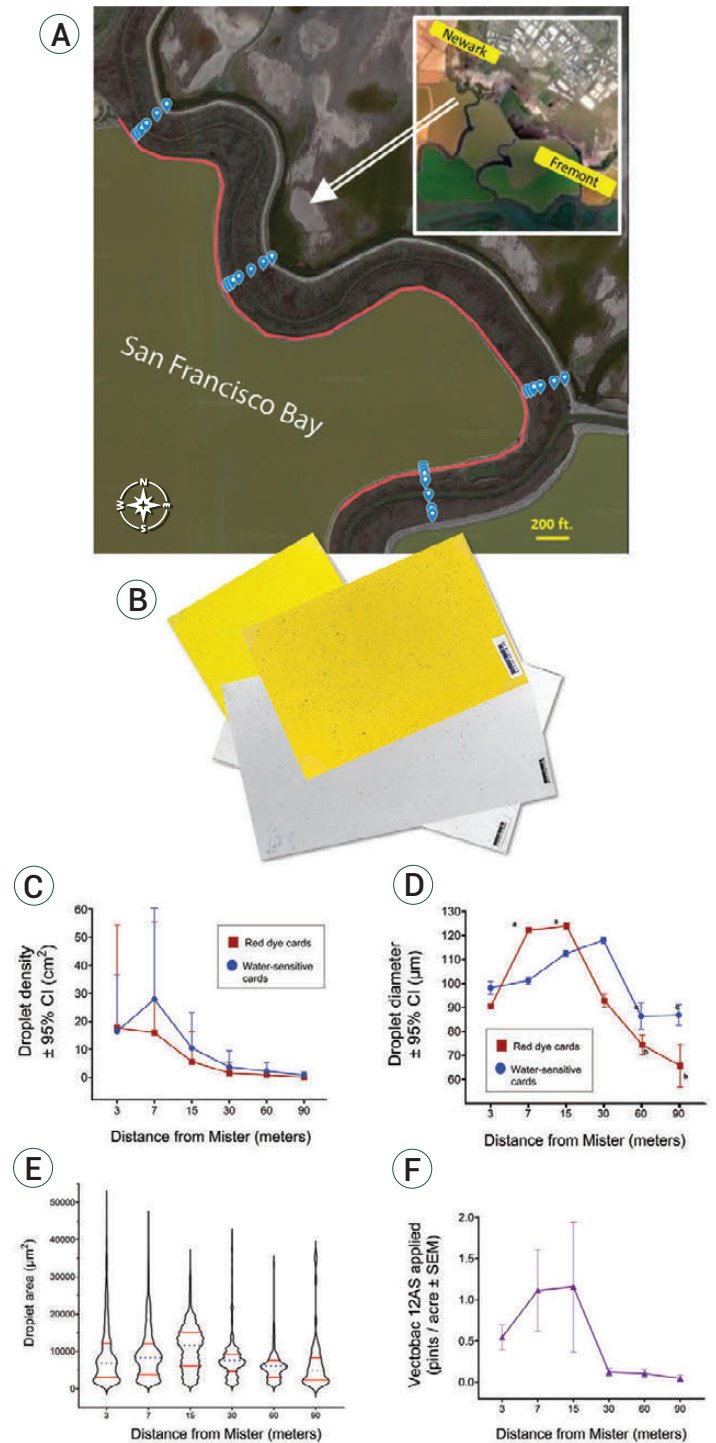 A
Newark
Fremont
San Francisco Bay
N
W
E
S
200 ft.
B
C
Droplet density
± 95% CI (cm²)
60
50
40
30
20
10
0
Red dye cards
Water-sensitive
cards
3 7 15 30 60 90
Distance from Mister (meters)
D
Droplet diameter
± 95% CI (µm)
130
120
110
100
90
80
70
60
a a
a a
b
b
Red dye cards
Water-sensitive
cards
3 7 15 30 60 90
Distance from Mister (meters)
E
Droplet area (µm²)
50000
40000
30000
20000
10000
0
3 7 15 30 60 90
Distance from Mister (meters)
F
Vectobac 12AS applied
(pints / acre ± SEM)
2.0
1.5
1.0
0.5
0.0
3 7 15 30 60 90
Distance from Mister (meters)